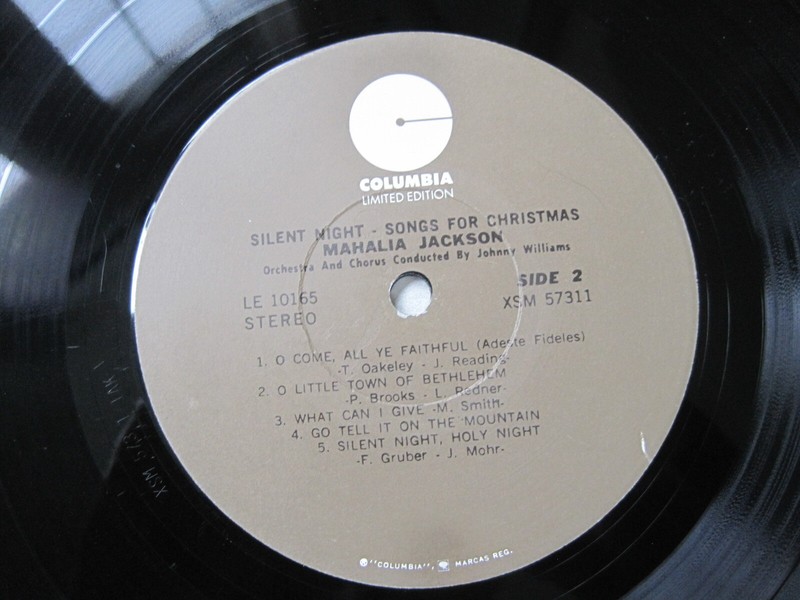 COLUMBIA
LIMITED EDITION
SILENT NIGHT - SONGS FOR CHRISTMAS
MAHALIA JACKSON
Orchestra And Chorus Conducted By Johnny Williams
SIDE 2
LE 10165
XSM 57311
STEREO
1. O COME, ALL YE FAITHFUL (Adeste Fideles)
-T. Oakeley - J. Reading-
2. O LITTLE TOWN OF BETHLEHEM
-P. Brooks - L. Redner-
3. WHAT CAN I GIVE -M. Smith-
4. GO TELL IT ON THE MOUNTAIN
5. SILENT NIGHT, HOLY NIGHT
-F. Gruber - J. Mohr-
℗ "COLUMBIA", MARCAS REG.
XSM